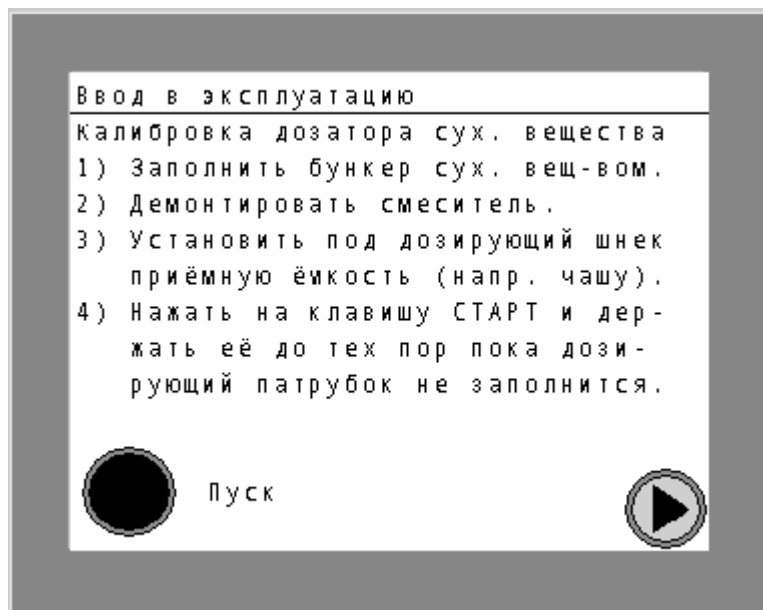 Ввод в эксплуатацию
Калибровка дозатора сух. вещества
1) Заполнить бункер сух. вещ-вом.
2) Демонтировать смеситель.
3) Установить под дозирующий шнек
приёмную ёмкость (напр. чашу).
4) Нажать на клавишу СТАРТ и дер-
жать её до тех пор пока дози-
рующий патрубок не заполнится.
Пуск